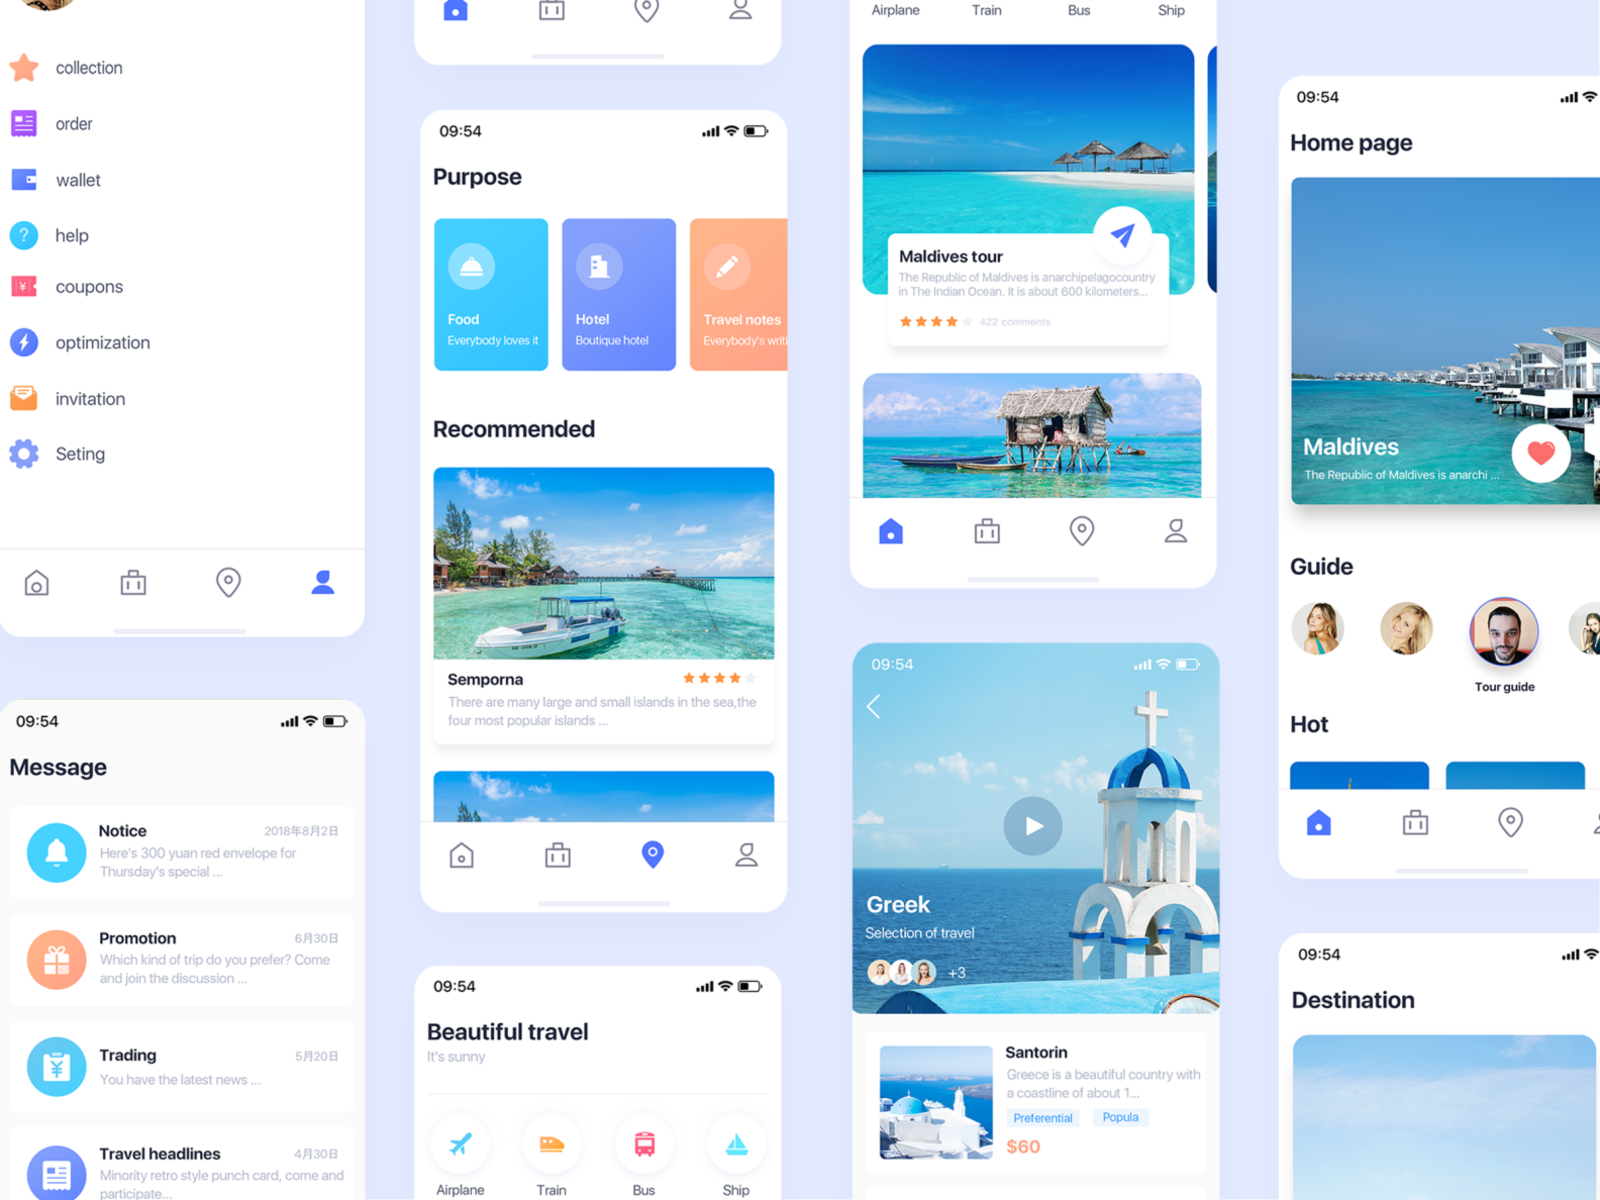 collection
order
wallet
help
coupons
optimization
invitation
Seting
09:54
Message
Notice
2018年8月2日
Here's 300 yuan red envelope for
Thursday's special ...
Promotion
6月30日
Which kind of trip do you prefer? Come
and join the discussion ...
Trading
5月20日
You have the latest news ...
Travel headlines
4月30日
Minority retro style punch card, come and
participate...
09:54
Purpose
Food
Everybody loves it
Hotel
Boutique hotel
Travel notes
Everybody's writi
Recommended
Semporna
There are many large and small islands in the sea,the
four most popular islands ...
09:54
Beautiful travel
It's sunny
Airplane
Train
Bus
Ship
Airplane
Train
Bus
Ship
Maldives tour
The Republic of Maldives is anarchipelagocountry
in The Indian Ocean. It is about 600 kilometers...
422 comments
09:54
Greek
Selection of travel
+3
Santorin
Greece is a beautiful country with
a coastline of about 1...
Preferential
Popula
$60
09:54
Home page
Maldives
The Republic of Maldives is anarchi ...
Guide
Tour guide
Hot
09:54
Destination